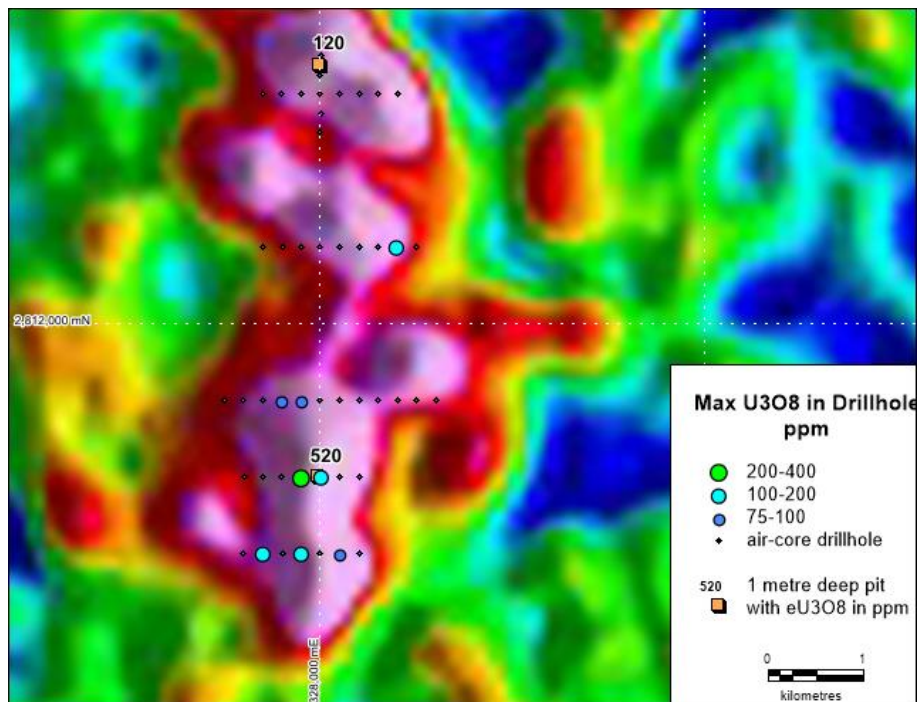 120
2,812,000 mN
520
328,000 mE
Max U3O8 in Drillhole
ppm
200-400
100-200
75-100
air-core drillhole
520 1 metre deep pit
with eU3O8 in ppm
0 1
kilometres